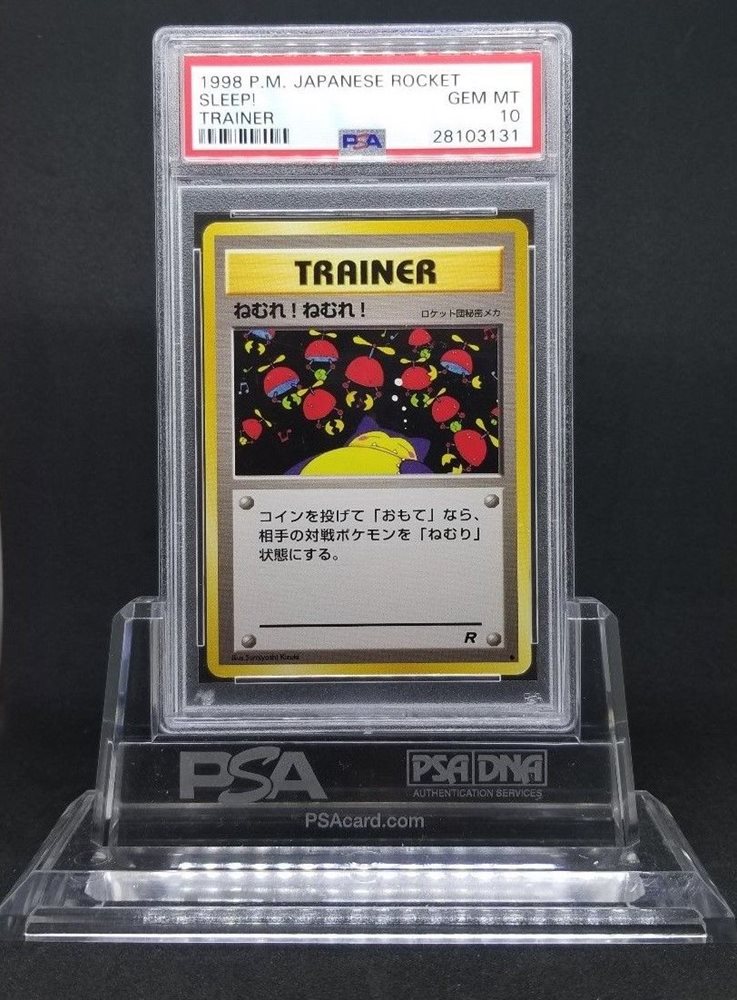 1998 P.M. JAPANESE ROCKET
SLEEP! GEM MT
TRAINER 10
PSA 28103131
TRAINER
ねむれ！ねむれ！ ロケット団秘密メカ
コインを投げて「おもて」なら、
相手の対戦ポケモンを「ねむり」
状態にする。
R
Illus. Sumiyoshi Kizuki
PSA PSA DNA
AUTHENTICATION SERVICES
PSAcard.com